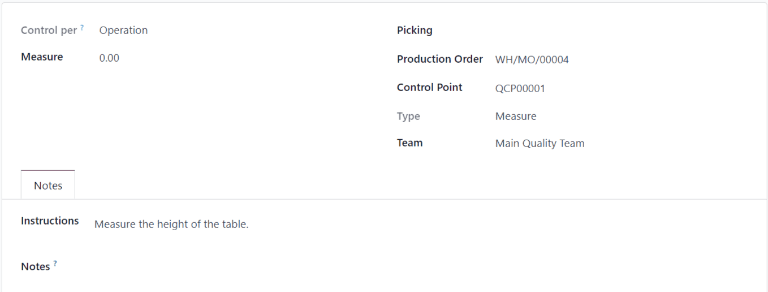 Control per ? Operation
Measure 0.00
Picking
Production Order WH/MO/00004
Control Point QCP00001
Type Measure
Team Main Quality Team
Notes
Instructions Measure the height of the table.
Notes ?